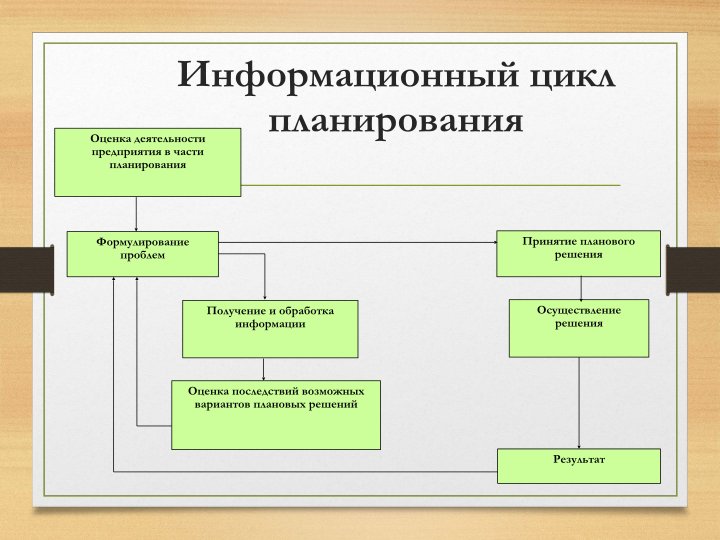 Информационный цикл
планирования
Оценка деятельности
предприятия в части
планирования
Формулирование
проблем
Принятие планового
решения
Получение и обработка
информации
Осуществление
решения
Оценка последствий возможных
вариантов плановых решений
Результат